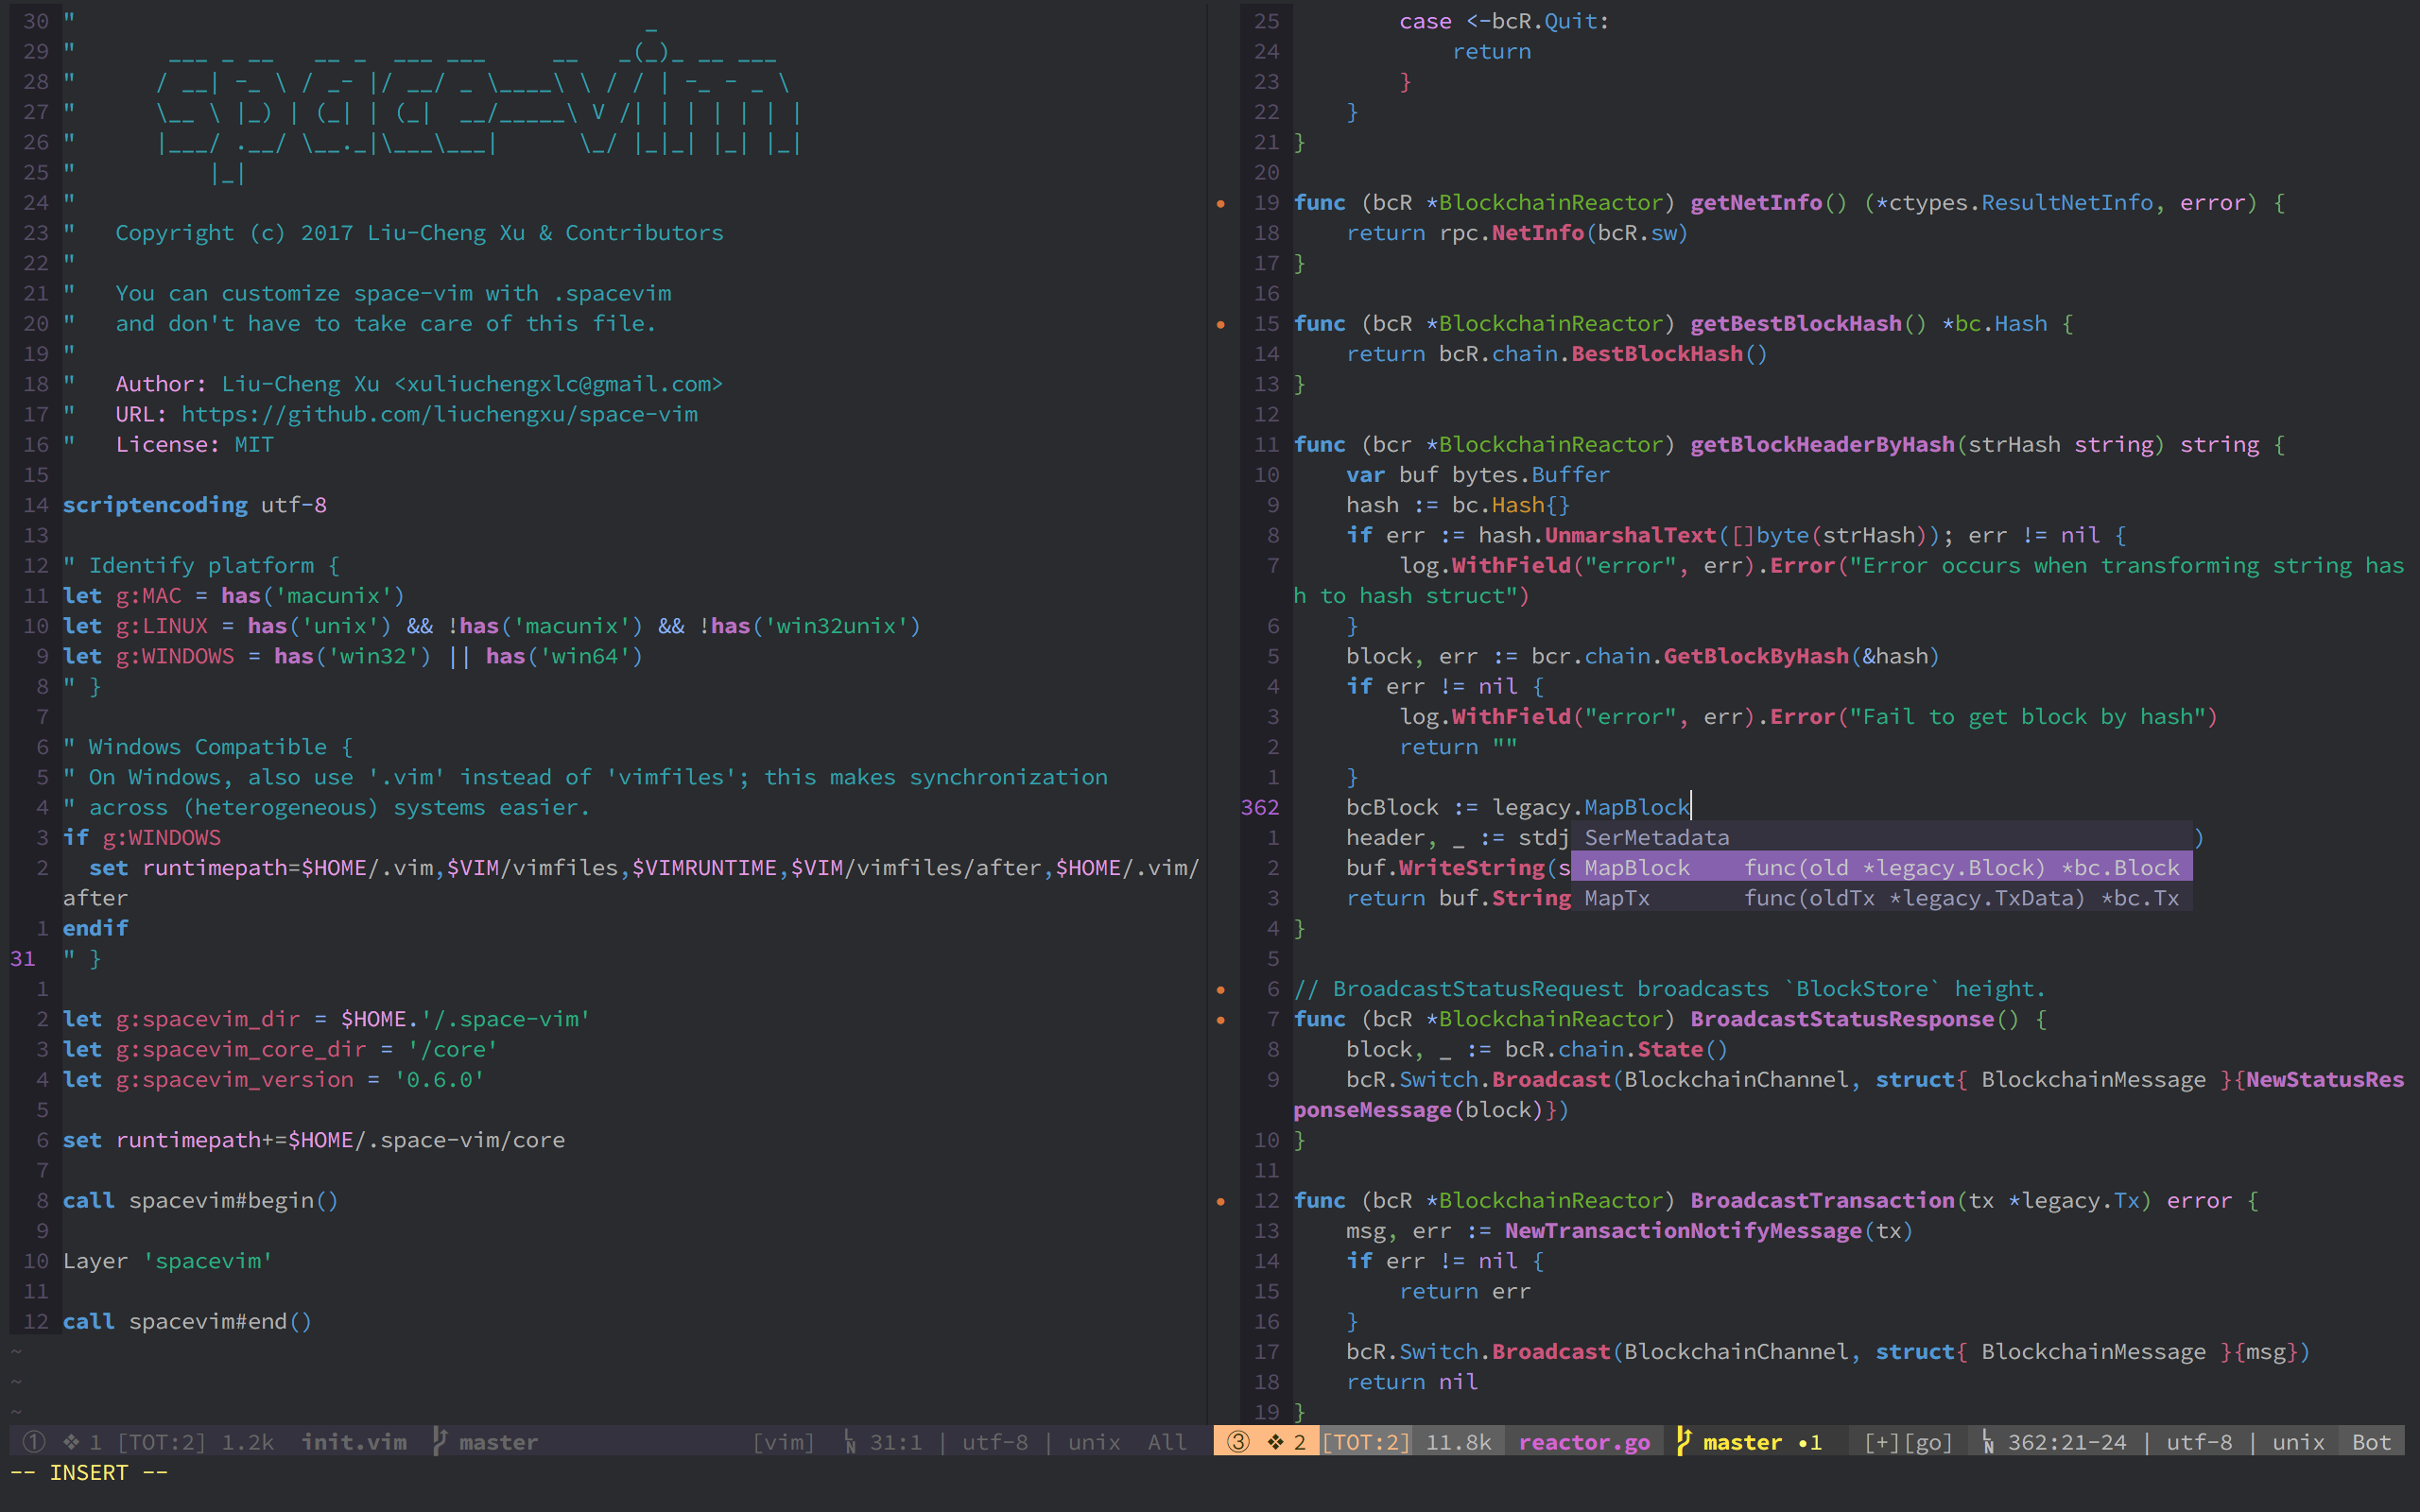 30 "                                            _
29 "        ___ _ __   __ _  ___ ___     __   _(_)_ __ ___
28 "       / __| -_ \ / _- |/ __/ _ \____\ \ / / | -_ - _ \
27 "       \__ \ |_) | (_| | (_|  __/_____\ V /| | | | | | |
26 "       |___/ .__/ \__._|\___\___|      \_/ |_|_| |_| |_|
25 "           |_|
24 "
23 "   Copyright (c) 2017 Liu-Cheng Xu & Contributors
22 "
21 "   You can customize space-vim with .spacevim
20 "   and don't have to take care of this file.
19 "
18 "   Author: Liu-Cheng Xu <xuliuchengxlc@gmail.com>
17 "   URL: https://github.com/liuchengxu/space-vim
16 "   License: MIT
15
14 scriptencoding utf-8
13
12 " Identify platform {
11 let g:MAC = has('macunix')
10 let g:LINUX = has('unix') && !has('macunix') && !has('win32unix')
9 let g:WINDOWS = has('win32') || has('win64')
8 " }
7
6 " Windows Compatible {
5 " On Windows, also use '.vim' instead of 'vimfiles'; this makes synchronization
4 " across (heterogeneous) systems easier.
3 if g:WINDOWS
2   set runtimepath=$HOME/.vim,$VIM/vimfiles,$VIMRUNTIME,$VIM/vimfiles/after,$HOME/.vim/
after
1 endif
31 " }
1
2 let g:spacevim_dir = $HOME.'/.space-vim'
3 let g:spacevim_core_dir = '/core'
4 let g:spacevim_version = '0.6.0'
5
6 set runtimepath+=$HOME/.space-vim/core
7
8 call spacevim#begin()
9
10 Layer 'spacevim'
11
12 call spacevim#end()
~
~
~
① ❖ 1 [TOT:2] 1.2k  init.vim  master  [vim]  LN 31:1 | utf-8 | unix  All
25         case <-bcR.Quit:
24             return
23         }
22     }
21 }
20
• 19 func (bcR *BlockchainReactor) getNetInfo() (*ctypes.ResultNetInfo, error) {
18     return rpc.NetInfo(bcR.sw)
17 }
16
• 15 func (bcR *BlockchainReactor) getBestBlockHash() *bc.Hash {
14     return bcR.chain.BestBlockHash()
13 }
12
11 func (bcr *BlockchainReactor) getBlockHeaderByHash(strHash string) string {
10     var buf bytes.Buffer
9     hash := bc.Hash{}
8     if err := hash.UnmarshalText([]byte(strHash)); err != nil {
7         log.WithField("error", err).Error("Error occurs when transforming string has
h to hash struct")
6     }
5     block, err := bcr.chain.GetBlockByHash(&hash)
4     if err != nil {
3         log.WithField("error", err).Error("Fail to get block by hash")
2         return ""
1     }
362     bcBlock := legacy.MapBlock
1     header, _ := stdj SerMetadata )
2     buf.WriteString(s MapBlock    func(old *legacy.Block) *bc.Block
3     return buf.String MapTx       func(oldTx *legacy.TxData) *bc.Tx
4 }
5
• 6 // BroadcastStatusRequest broadcasts `BlockStore` height.
• 7 func (bcR *BlockchainReactor) BroadcastStatusResponse() {
8     block, _ := bcR.chain.State()
9     bcR.Switch.Broadcast(BlockchainChannel, struct{ BlockchainMessage }{NewStatusRes
ponseMessage(block)})
10 }
11
• 12 func (bcR *BlockchainReactor) BroadcastTransaction(tx *legacy.Tx) error {
13     msg, err := NewTransactionNotifyMessage(tx)
14     if err != nil {
15         return err
16     }
17     bcR.Switch.Broadcast(BlockchainChannel, struct{ BlockchainMessage }{msg})
18     return nil
19 }
③ ❖ 2 [TOT:2] 11.8k  reactor.go  master •1  [+][go]  LN 362:21-24 | utf-8 | unix  Bot
-- INSERT --